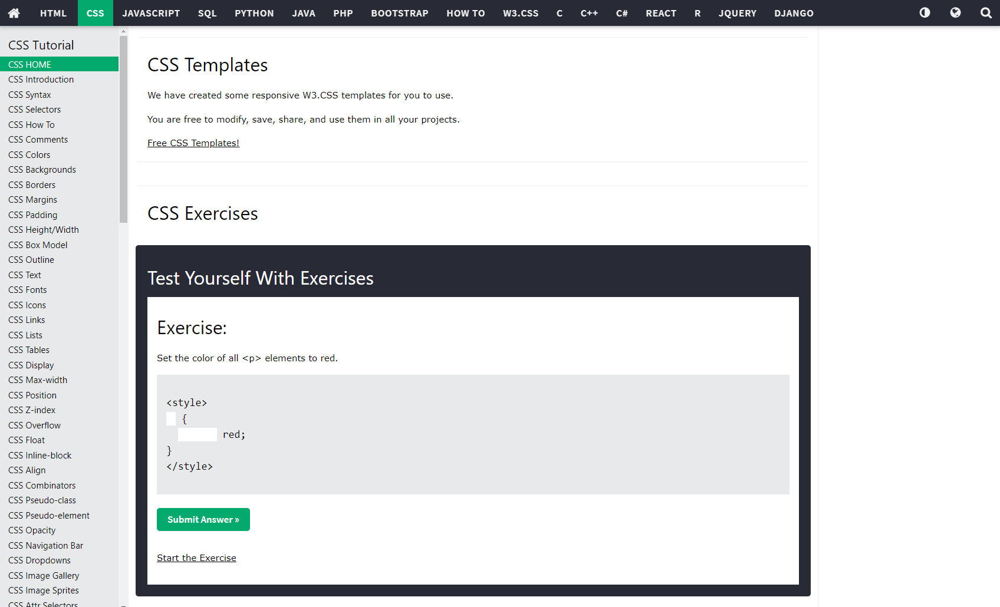 HTML CSS JAVASCRIPT SQL PYTHON JAVA PHP BOOTSTRAP HOW TO W3.CSS C C++ C# REACT R JQUERY DJANGO
CSS Tutorial
CSS HOME
CSS Introduction
CSS Syntax
CSS Selectors
CSS How To
CSS Comments
CSS Colors
CSS Backgrounds
CSS Borders
CSS Margins
CSS Padding
CSS Height/Width
CSS Box Model
CSS Outline
CSS Text
CSS Fonts
CSS Icons
CSS Links
CSS Lists
CSS Tables
CSS Display
CSS Max-width
CSS Position
CSS Z-index
CSS Overflow
CSS Float
CSS Inline-block
CSS Align
CSS Combinators
CSS Pseudo-class
CSS Pseudo-element
CSS Opacity
CSS Navigation Bar
CSS Dropdowns
CSS Image Gallery
CSS Image Sprites
CSS Attr Selectors
CSS Templates
We have created some responsive W3.CSS templates for you to use.
You are free to modify, save, share, and use them in all your projects.
Free CSS Templates!
CSS Exercises
Test Yourself With Exercises
Exercise:
Set the color of all <p> elements to red.
<style>
{
red;
}
</style>
Submit Answer »
Start the Exercise